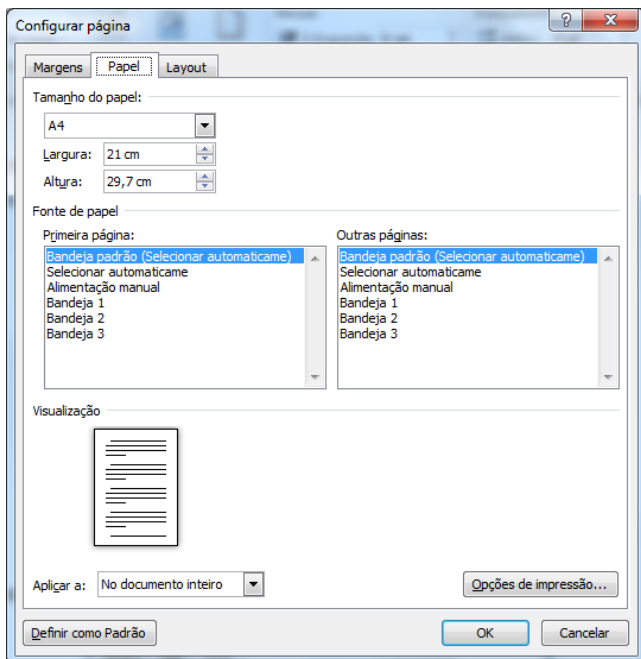 Configurar página
Margens Papel Layout
Tamanho do papel:
A4
Largura: 21 cm
Altura: 29,7 cm
Fonte de papel
Primeira página: Outras páginas:
Bandeja padrão (Selecionar automaticame) Bandeja padrão (Selecionar automaticame)
Selecionar automaticame Selecionar automaticame
Alimentação manual Alimentação manual
Bandeja 1 Bandeja 1
Bandeja 2 Bandeja 2
Bandeja 3 Bandeja 3
Visualização
Aplicar a: No documento inteiro Opções de impressão...
Definir como Padrão OK Cancelar